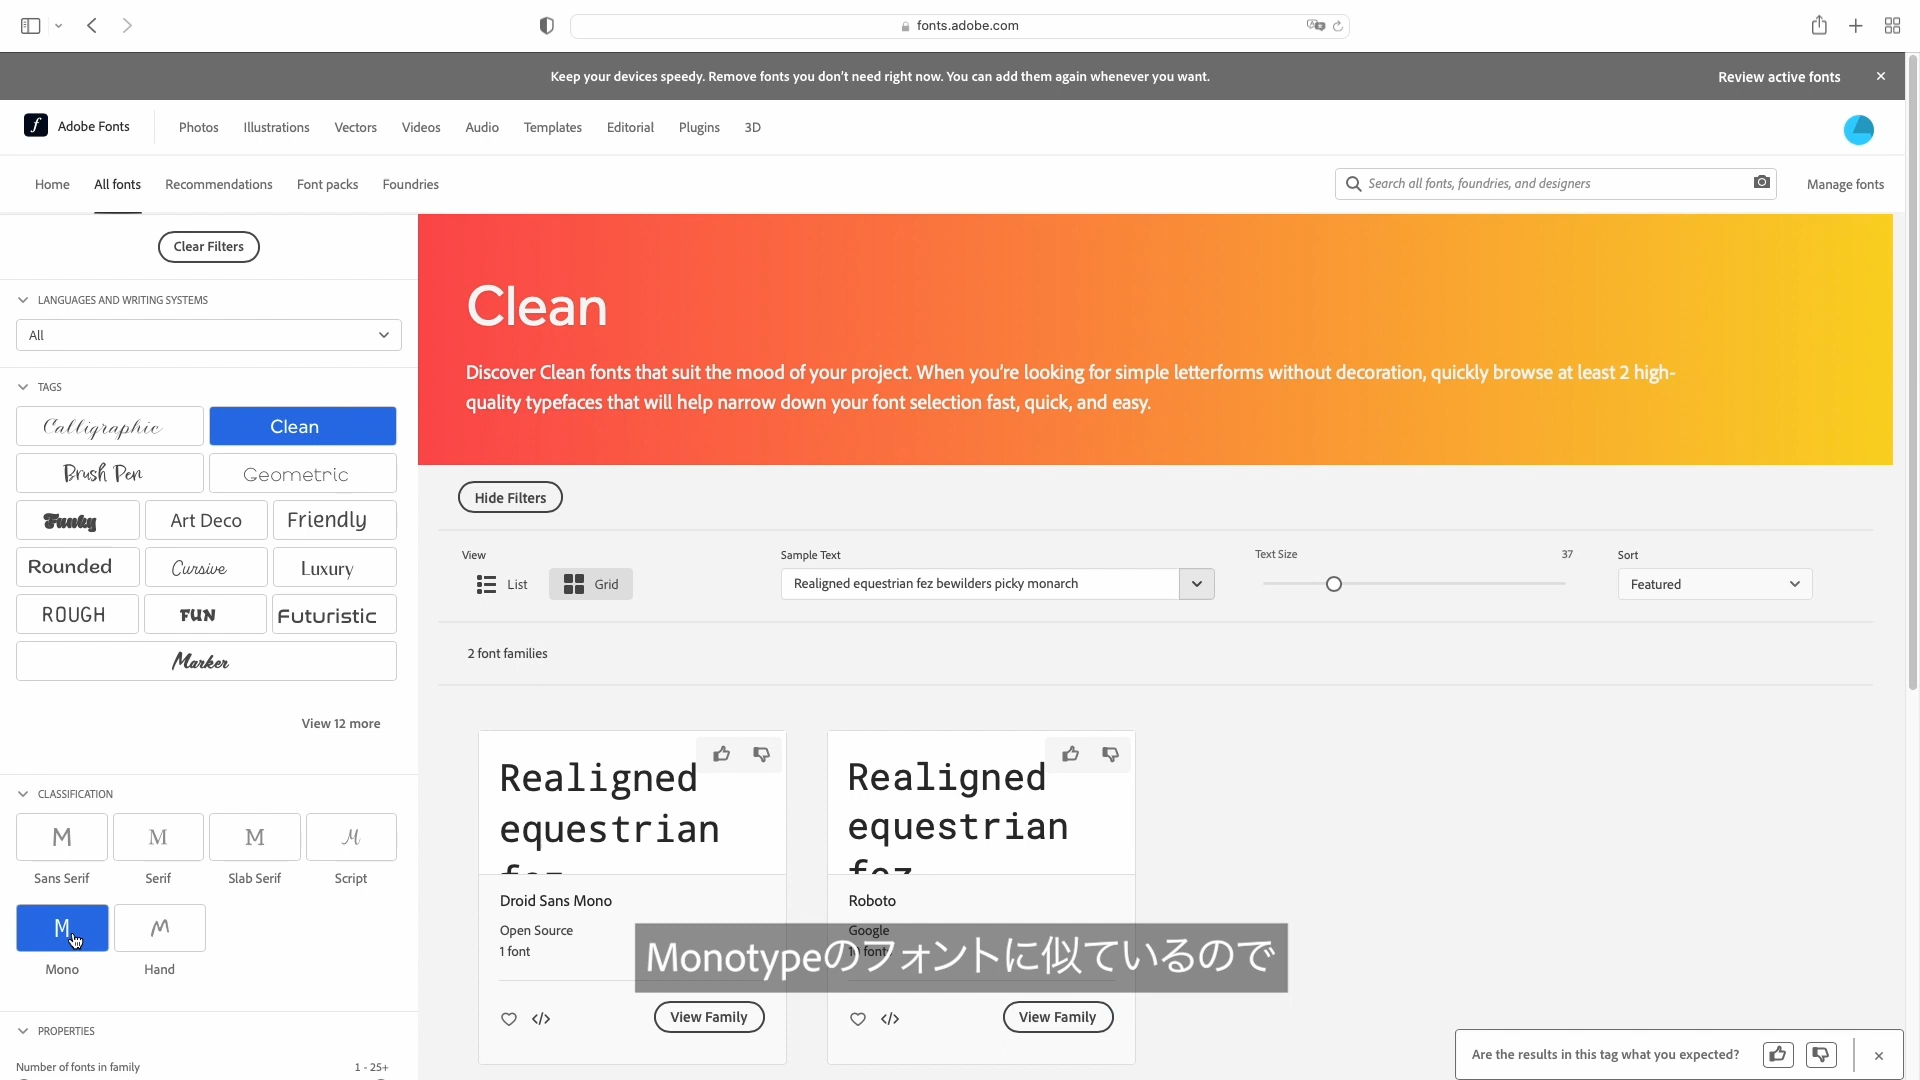 fonts.adobe.com
Keep your devices speedy. Remove fonts you don't need right now. You can add them again whenever you want.
Review active fonts
Adobe Fonts
Photos
Illustrations
Vectors
Videos
Audio
Templates
Editorial
Plugins
3D
Home
All fonts
Recommendations
Font packs
Foundries
Search all fonts, foundries, and designers
Manage fonts
Clear Filters
LANGUAGES AND WRITING SYSTEMS
All
TAGS
Calligraphic
Clean
Brush Pen
Geometric
Funky
Art Deco
Friendly
Rounded
Cursive
Luxury
ROUGH
FUN
Futuristic
Marker
View 12 more
CLASSIFICATION
M
M
M
M
Sans Serif
Serif
Slab Serif
Script
M
M
Mono
Hand
PROPERTIES
Number of fonts in family
1 - 25+
Clean
Discover Clean fonts that suit the mood of your project. When you're looking for simple letterforms without decoration, quickly browse at least 2 high-
quality typefaces that will help narrow down your font selection fast, quick, and easy.
Hide Filters
View
List
Grid
Sample Text
Realigned equestrian fez bewilders picky monarch
Text Size
37
Sort
Featured
2 font families
Realigned
equestrian
fez
Droid Sans Mono
Open Source
1 font
View Family
Realigned
equestrian
fez
Roboto
Google
View Family
Monotypeのフォントに似ているので
Are the results in this tag what you expected?